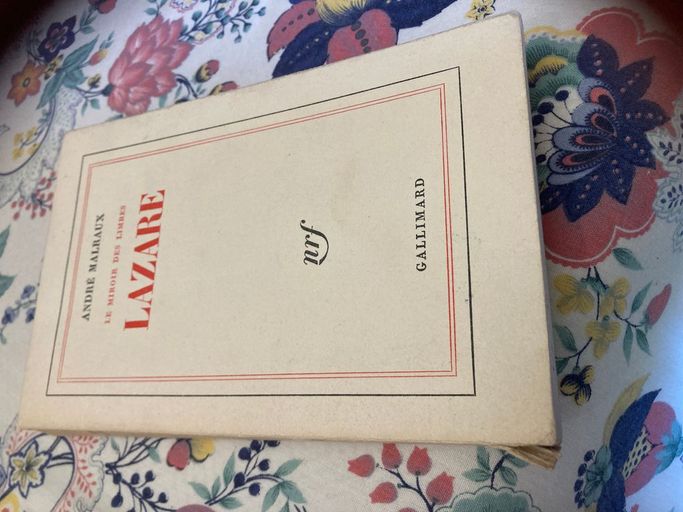 ANDRÉ MALRAUX
LE MIROIR DES LIMBES
LAZARE
nrf
GALLIMARD